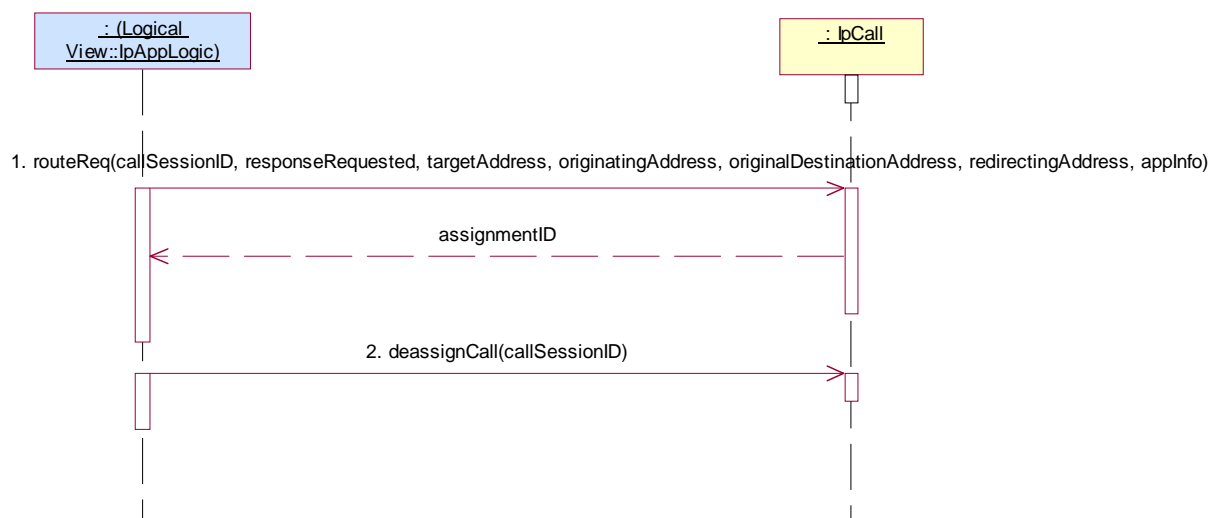 : (Logical
View::IpAppLogic)
: IpCall
1. routeReq(callSessionID, responseRequested, targetAddress, originatingAddress, originalDestinationAddress, redirectingAddress, appInfo)
assignmentID
2. deassignCall(callSessionID)